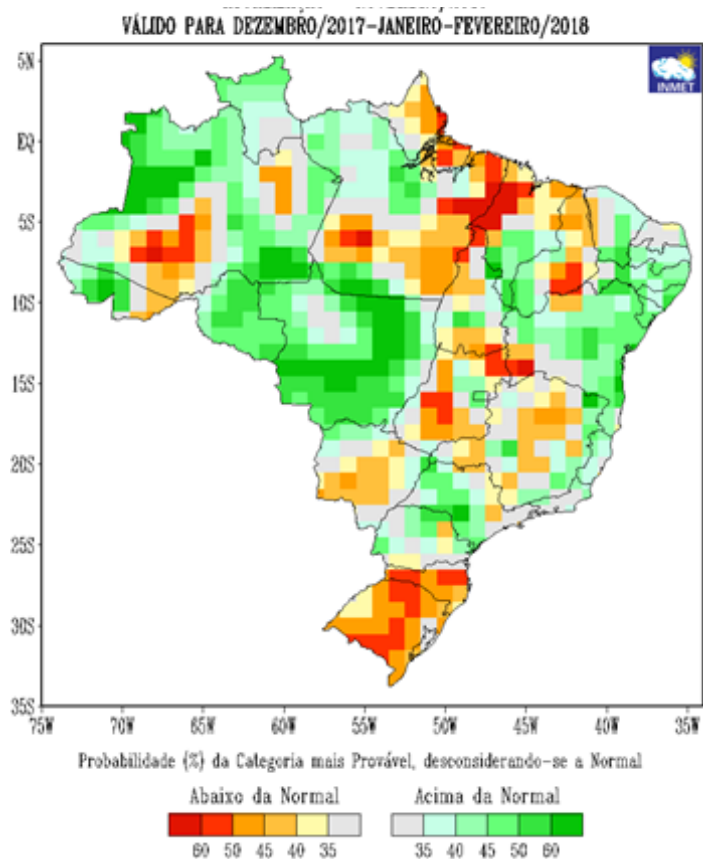 VÁLIDO PARA DEZEMBRO/2017-JANEIRO-FEVEREIRO/2018
INMET
5N
EQ
5S
10S
15S
20S
25S
30S
35S
75W 70W 65W 60W 55W 50W 45W 40W 35W
Probabilidade (%) da Categoria mais Provável, desconsiderando-se a Normal
Abaixo da Normal Acima da Normal
60 50 45 40 35 35 40 45 50 60